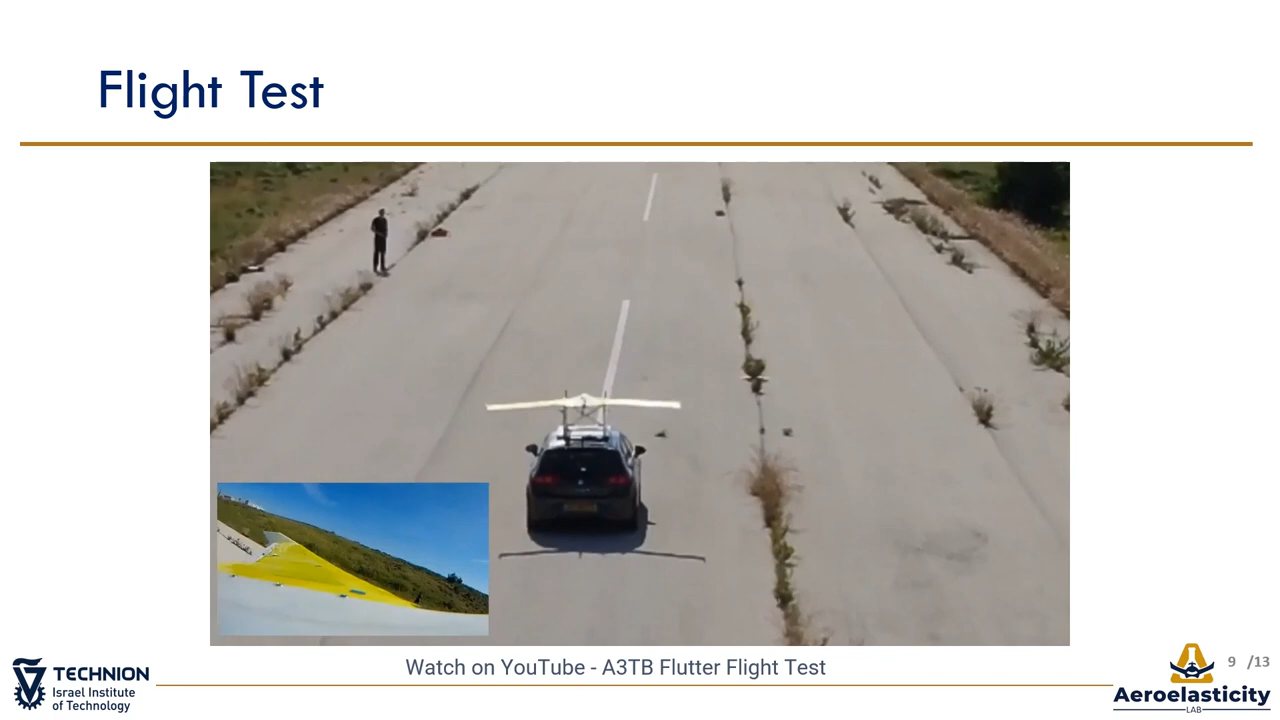 Flight Test
Watch on YouTube - A3TB Flutter Flight Test
TECHNION
Israel Institute
of Technology
9 /13
Aeroelasticity
LAB